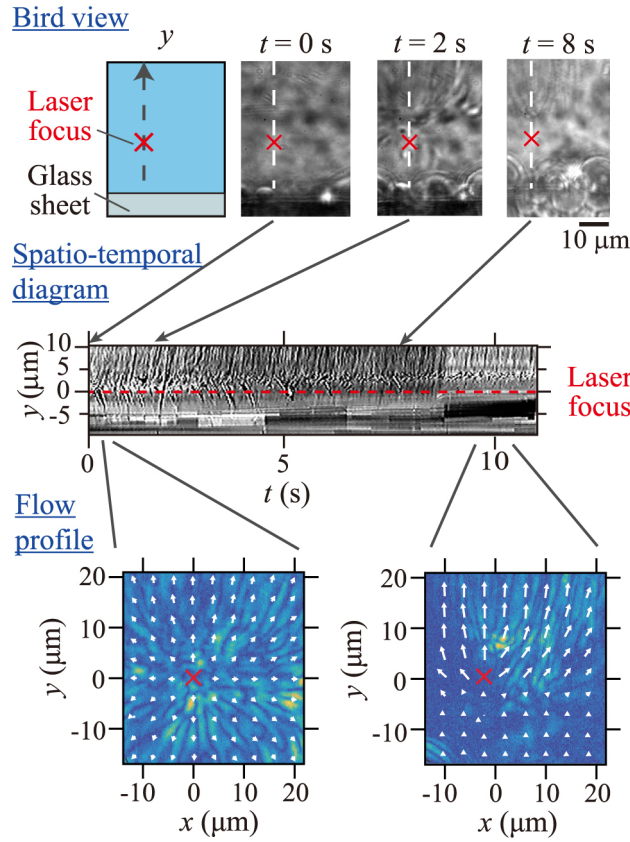 Bird view
y
t = 0 s
t = 2 s
t = 8 s
Laser
focus
Glass
sheet
10 μm
Spatio-temporal
diagram
10
5
0
-5
y (μm)
Laser
focus
0
5
10
t (s)
Flow
profile
20
10
0
-10
y (μm)
-10
0
10
20
x (μm)
20
10
0
-10
y (μm)
-10
0
10
20
x (μm)